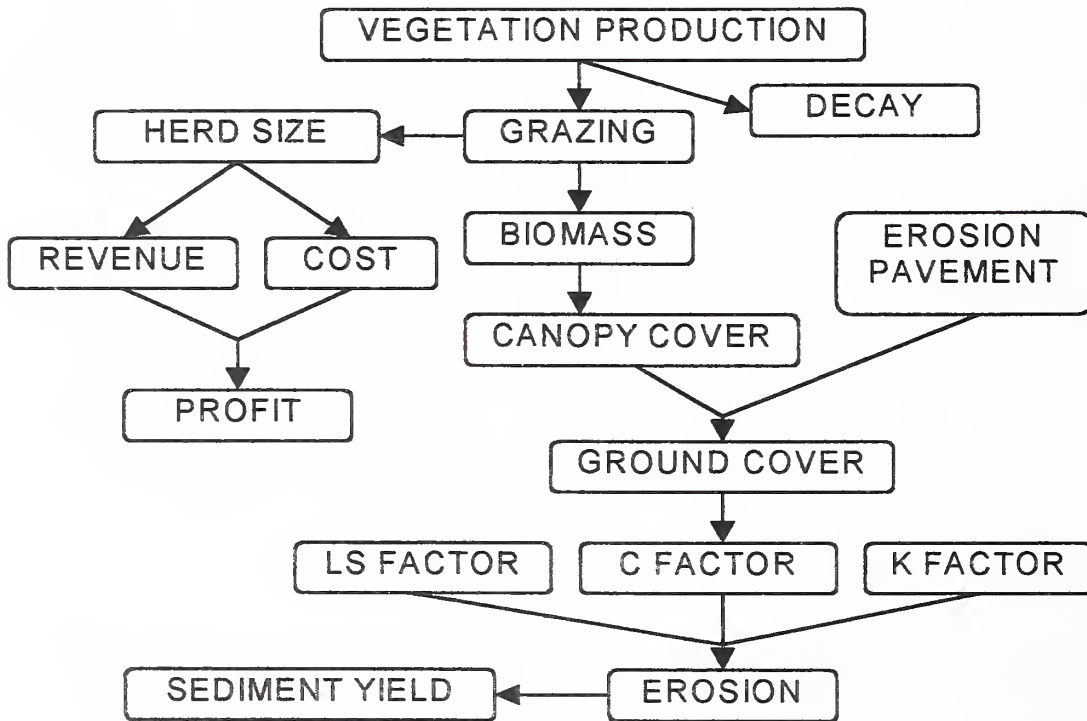 VEGETATION PRODUCTION
DECAY
HERD SIZE
GRAZING
REVENUE
COST
BIOMASS
EROSION
PAVEMENT
CANOPY COVER
PROFIT
GROUND COVER
LS FACTOR
C FACTOR
K FACTOR
SEDIMENT YIELD
EROSION